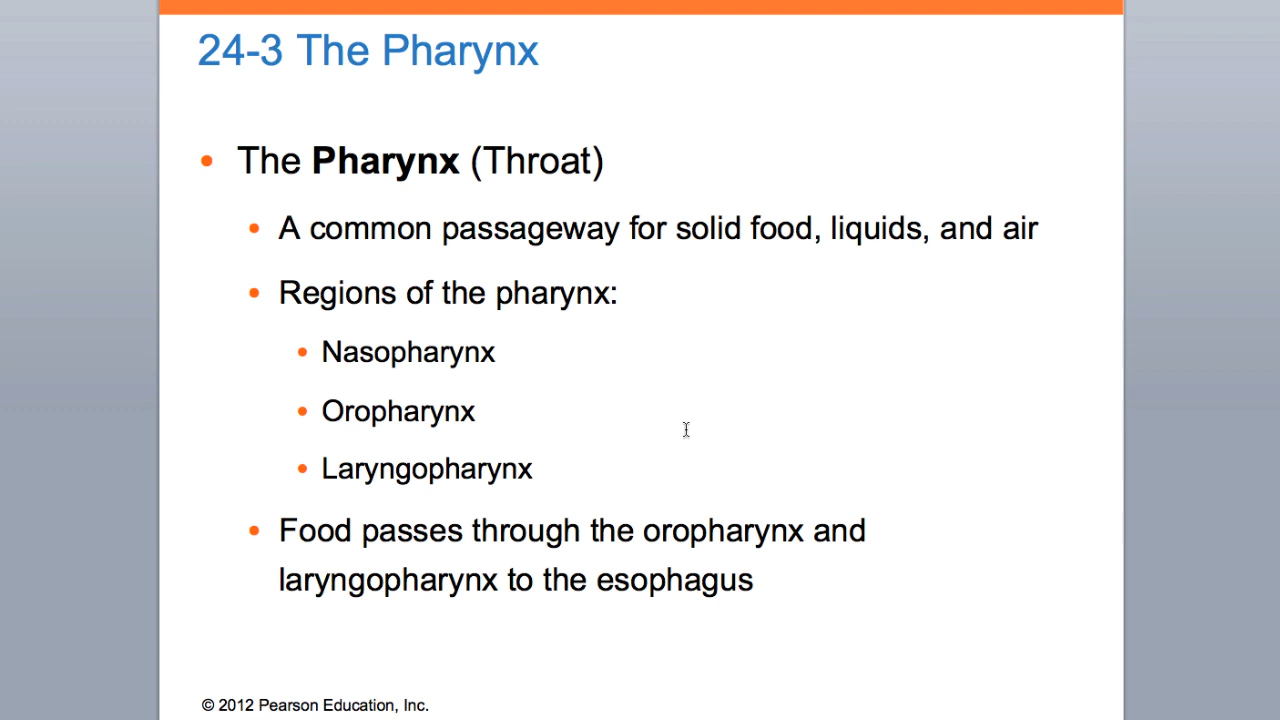 24-3 The Pharynx
• The Pharynx (Throat)
• A common passageway for solid food, liquids, and air
• Regions of the pharynx:
• Nasopharynx
• Oropharynx
• Laryngopharynx
• Food passes through the oropharynx and
laryngopharynx to the esophagus
© 2012 Pearson Education, Inc.